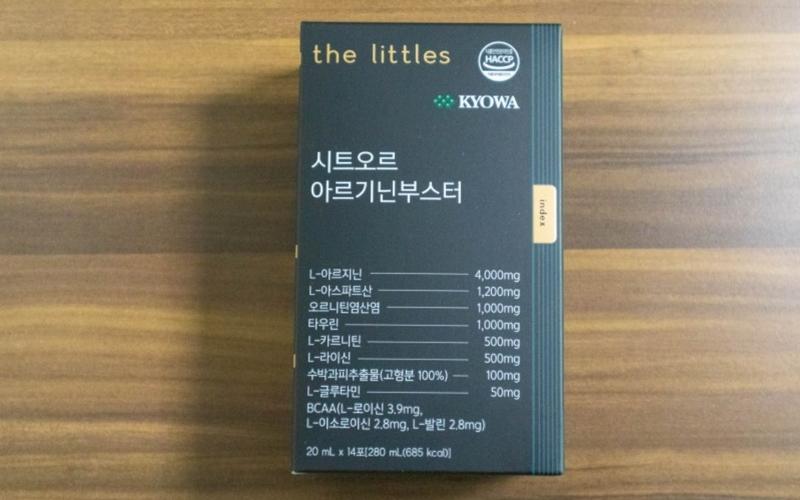 the littles
HACCP
KYOWA
시트오르
아르기닌부스터
index
L-아르지닌 4,000mg
L-아스파트산 1,200mg
오르니틴염산염 1,000mg
타우린 1,000mg
L-카르니틴 500mg
L-라이신 500mg
수박과피추출물(고형분 100%) 100mg
L-글루타민 50mg
BCAA(L-로이신 3.9mg,
L-이소로이신 2.8mg, L-발린 2.8mg)
20 mL x 14포[280 mL(685 kcal)]